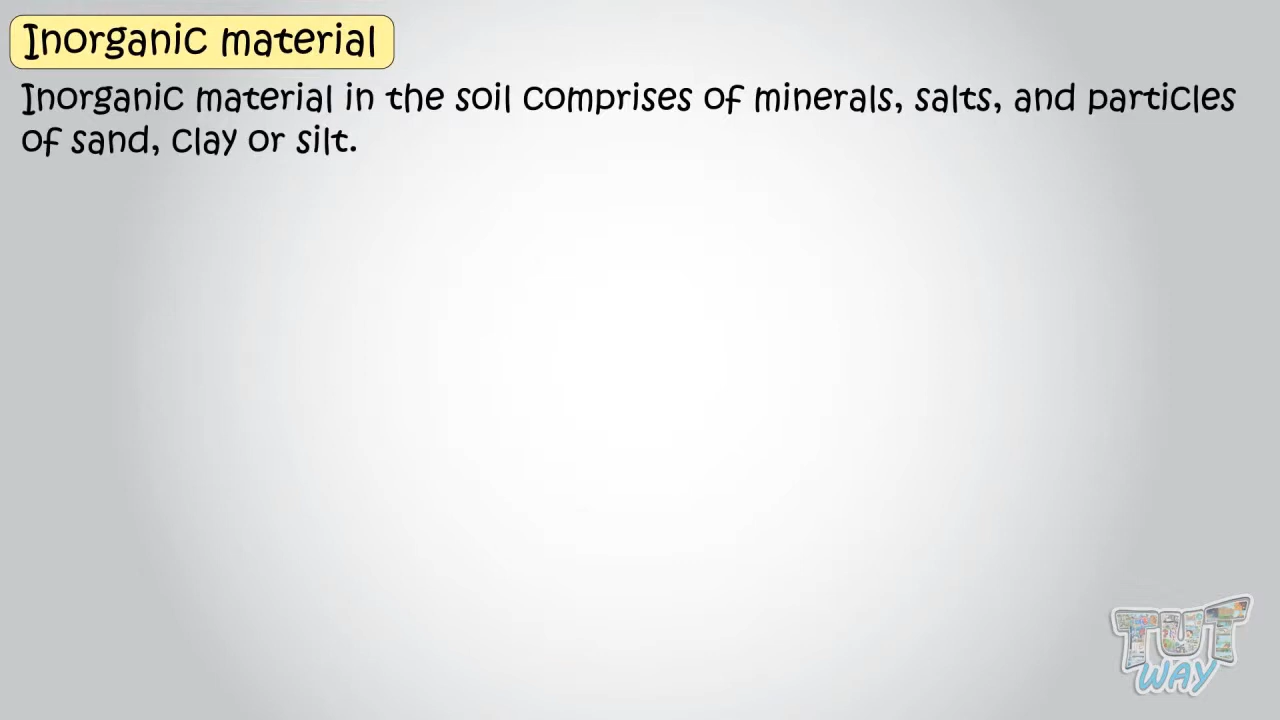 Inorganic material
Inorganic material in the soil comprises of minerals, salts, and particles
of sand, clay or silt.
TUT
WAY